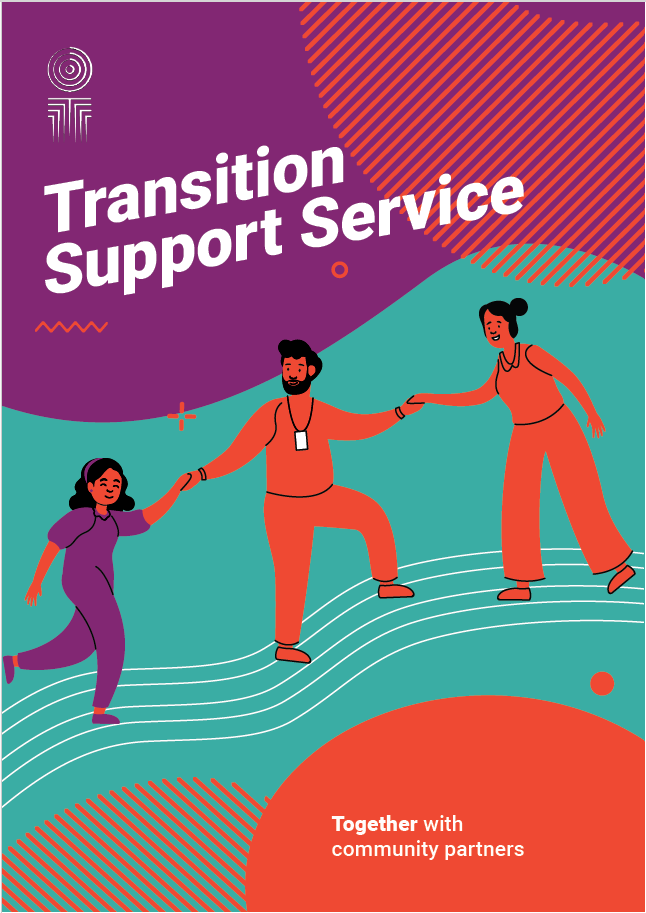 Transition
Support Service
Together with
community partners